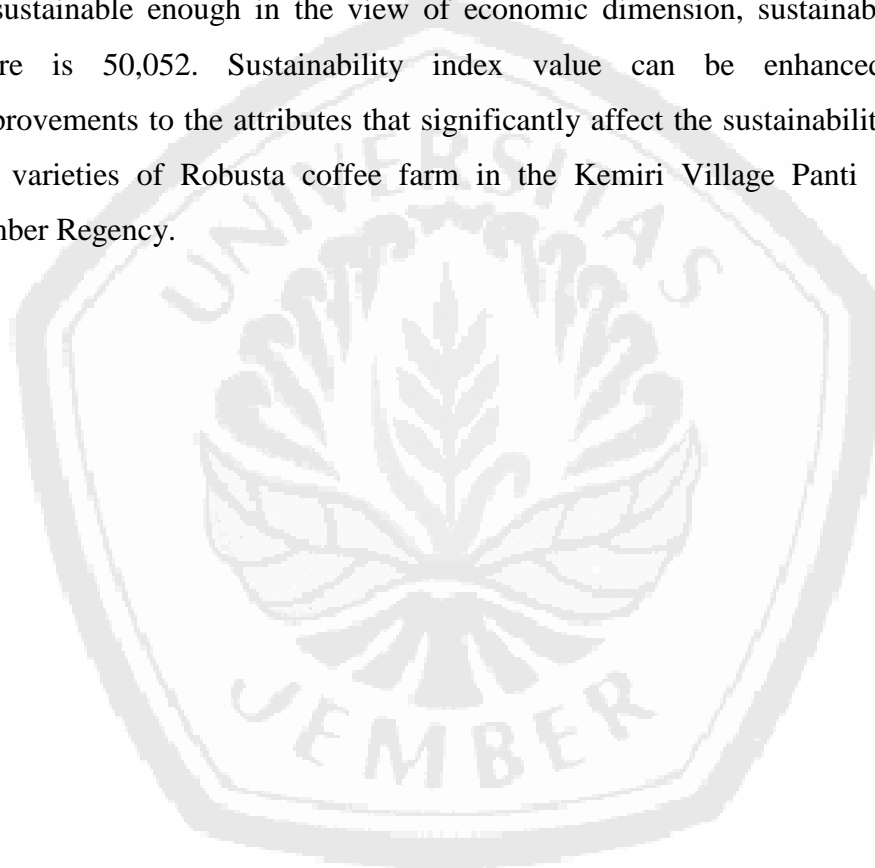 sustainable enough in the view of economic dimension, sustainab
re is 50,052. Sustainability index value can be enhanced
provements to the attributes that significantly affect the sustainabilit
varieties of Robusta coffee farm in the Kemiri Village Panti
nber Regency.
UNIVERSITAS
JEMBER